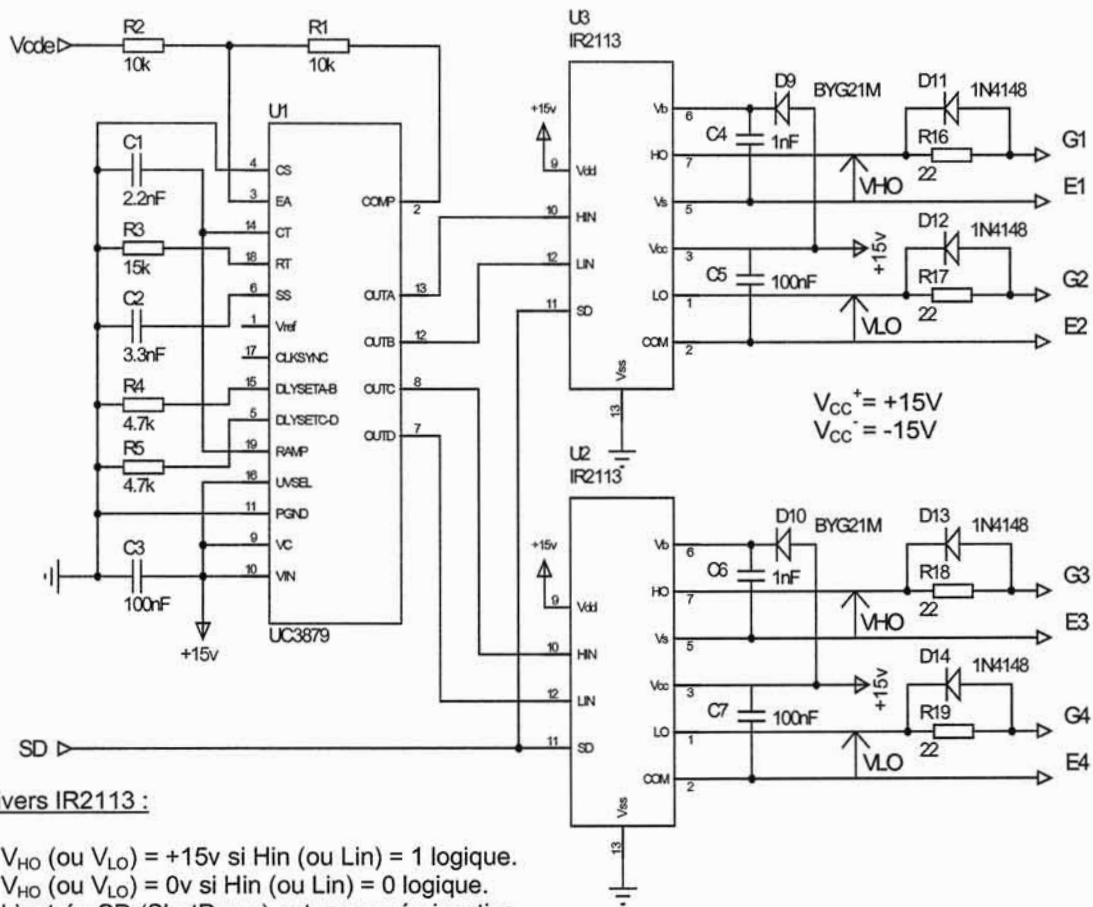 U3
IR2113
R2
10k
R1
10k
Vcde
U1
C1
2.2nF
R3
15k
C2
3.3nF
R4
4.7k
R5
4.7k
C3
100nF
+15v
4 CS
3 EA
14 CT
18 RT
6 SS
1 Vref
17 CLKSYNC
15 DLYSETA-B
5 DLYSETC-D
19 RAMP
16 UVSEL
11 PGND
9 VC
10 VIN
COMP 2
OUTA 13
OUTB 12
OUTC 8
OUTD 7
UC3879
+15v
9 Vdd
10 HIN
12 LIN
11 SD
Vss
13
Vb 6
HO 7
Vs 5
Vcc 3
LO 1
COM 2
D9 BYG21M
C4
1nF
D11 1N4148
R16
22
VHO
G1
E1
+15v
C5
100nF
D12 1N4148
R17
22
VLO
G2
E2
VCC+ = +15V
VCC- = -15V
U2
IR2113
+15v
9 Vdd
10 HIN
12 LIN
11 SD
Vss
13
Vb 6
HO 7
Vs 5
Vcc 3
LO 1
COM 2
D10 BYG21M
C6
1nF
D13 1N4148
R18
22
VHO
G3
E3
+15v
C7
100nF
D14 1N4148
R19
22
VLO
G4
E4
SD
ivers IR2113 :
VHO (ou VLO) = +15v si Hin (ou Lin) = 1 logique.
VHO (ou VLO) = 0v si Hin (ou Lin) = 0 logique.